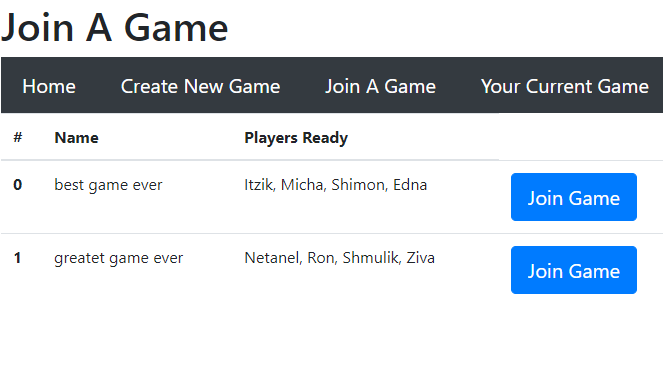 Join A Game
Home Create New Game Join A Game Your Current Game
# Name Players Ready
0 best game ever Itzik, Micha, Shimon, Edna Join Game
1 greatet game ever Netanel, Ron, Shmulik, Ziva Join Game